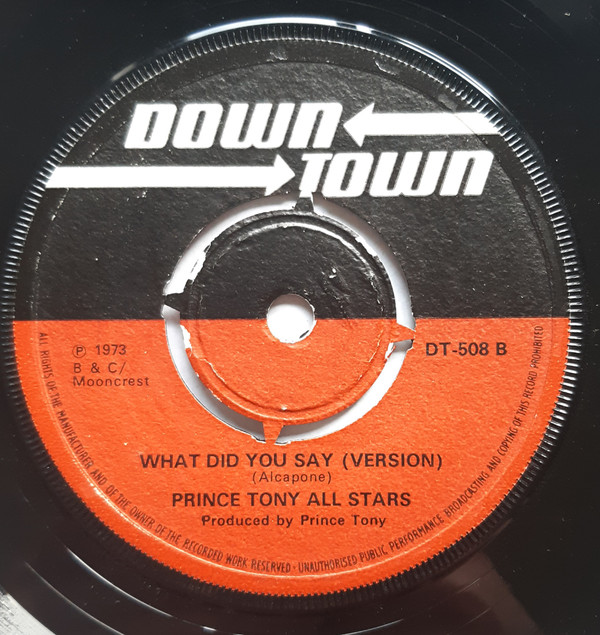 DOWN
TOWN
℗ 1973
B & C/
Mooncrest
DT-508 B
WHAT DID YOU SAY (VERSION)
(Alcapone)
PRINCE TONY ALL STARS
Produced by Prince Tony
ALL RIGHTS OF THE MANUFACTURER AND OF THE OWNER OF THE RECORDED WORK RESERVED · UNAUTHORISED PUBLIC PERFORMANCE BROADCASTING AND COPYING OF THIS RECORD PROHIBITED